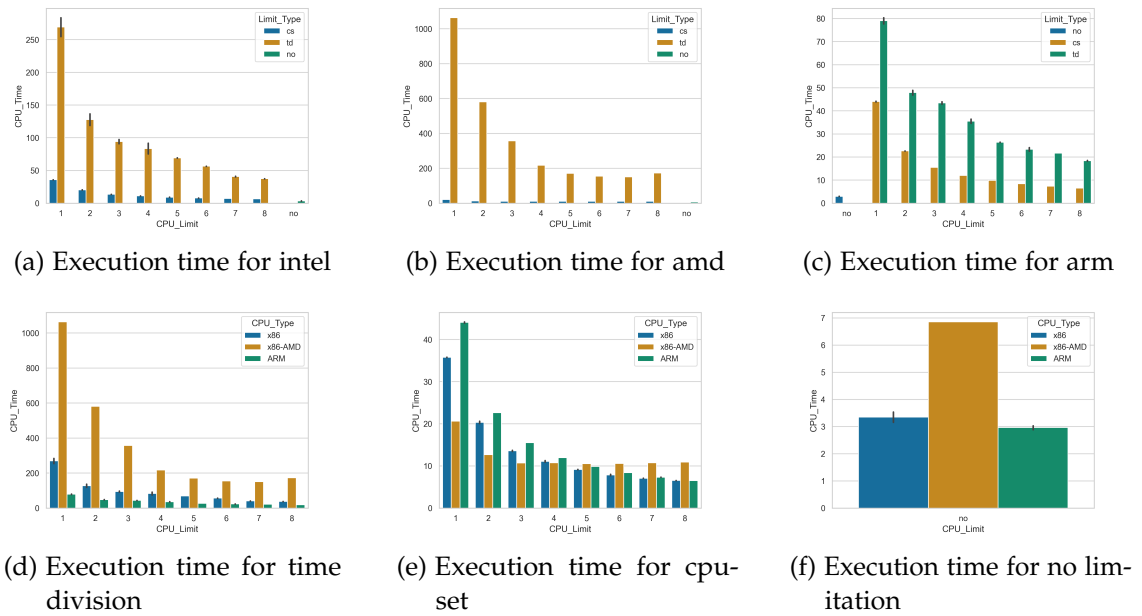 Limit_Type
cs
td
no
CPU_Time
250
200
150
100
50
0
1 2 3 4 5 6 7 8 no
CPU_Limit
(a) Execution time for intel
Limit_Type
cs
td
no
CPU_Time
1000
800
600
400
200
0
1 2 3 4 5 6 7 8 no
CPU_Limit
(b) Execution time for amd
Limit_Type
no
cs
td
CPU_Time
80
70
60
50
40
30
20
10
0
no 1 2 3 4 5 6 7 8
CPU_Limit
(c) Execution time for arm
CPU_Type
x86
x86-AMD
ARM
CPU_Time
1000
800
600
400
200
0
1 2 3 4 5 6 7 8
CPU_Limit
(d) Execution time for time
division
CPU_Type
x86
x86-AMD
ARM
CPU_Time
40
30
20
10
0
1 2 3 4 5 6 7 8
CPU_Limit
(e) Execution time for cpu-
set
CPU_Type
x86
x86-AMD
ARM
CPU_Time
7
6
5
4
3
2
1
0
no
CPU_Limit
(f) Execution time for no lim-
itation